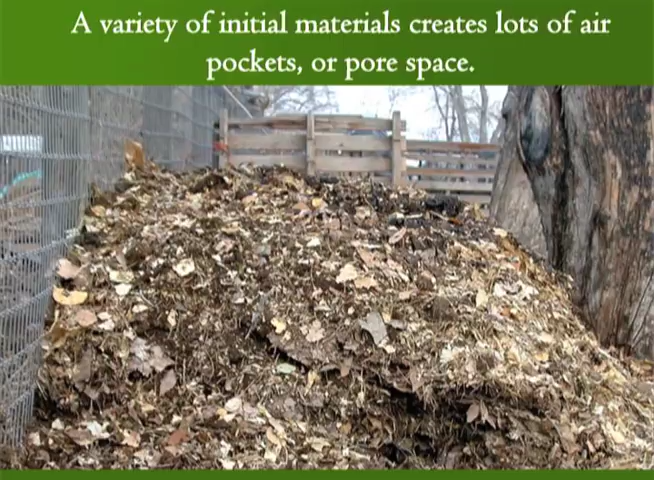 A variety of initial materials creates lots of air
pockets, or pore space.